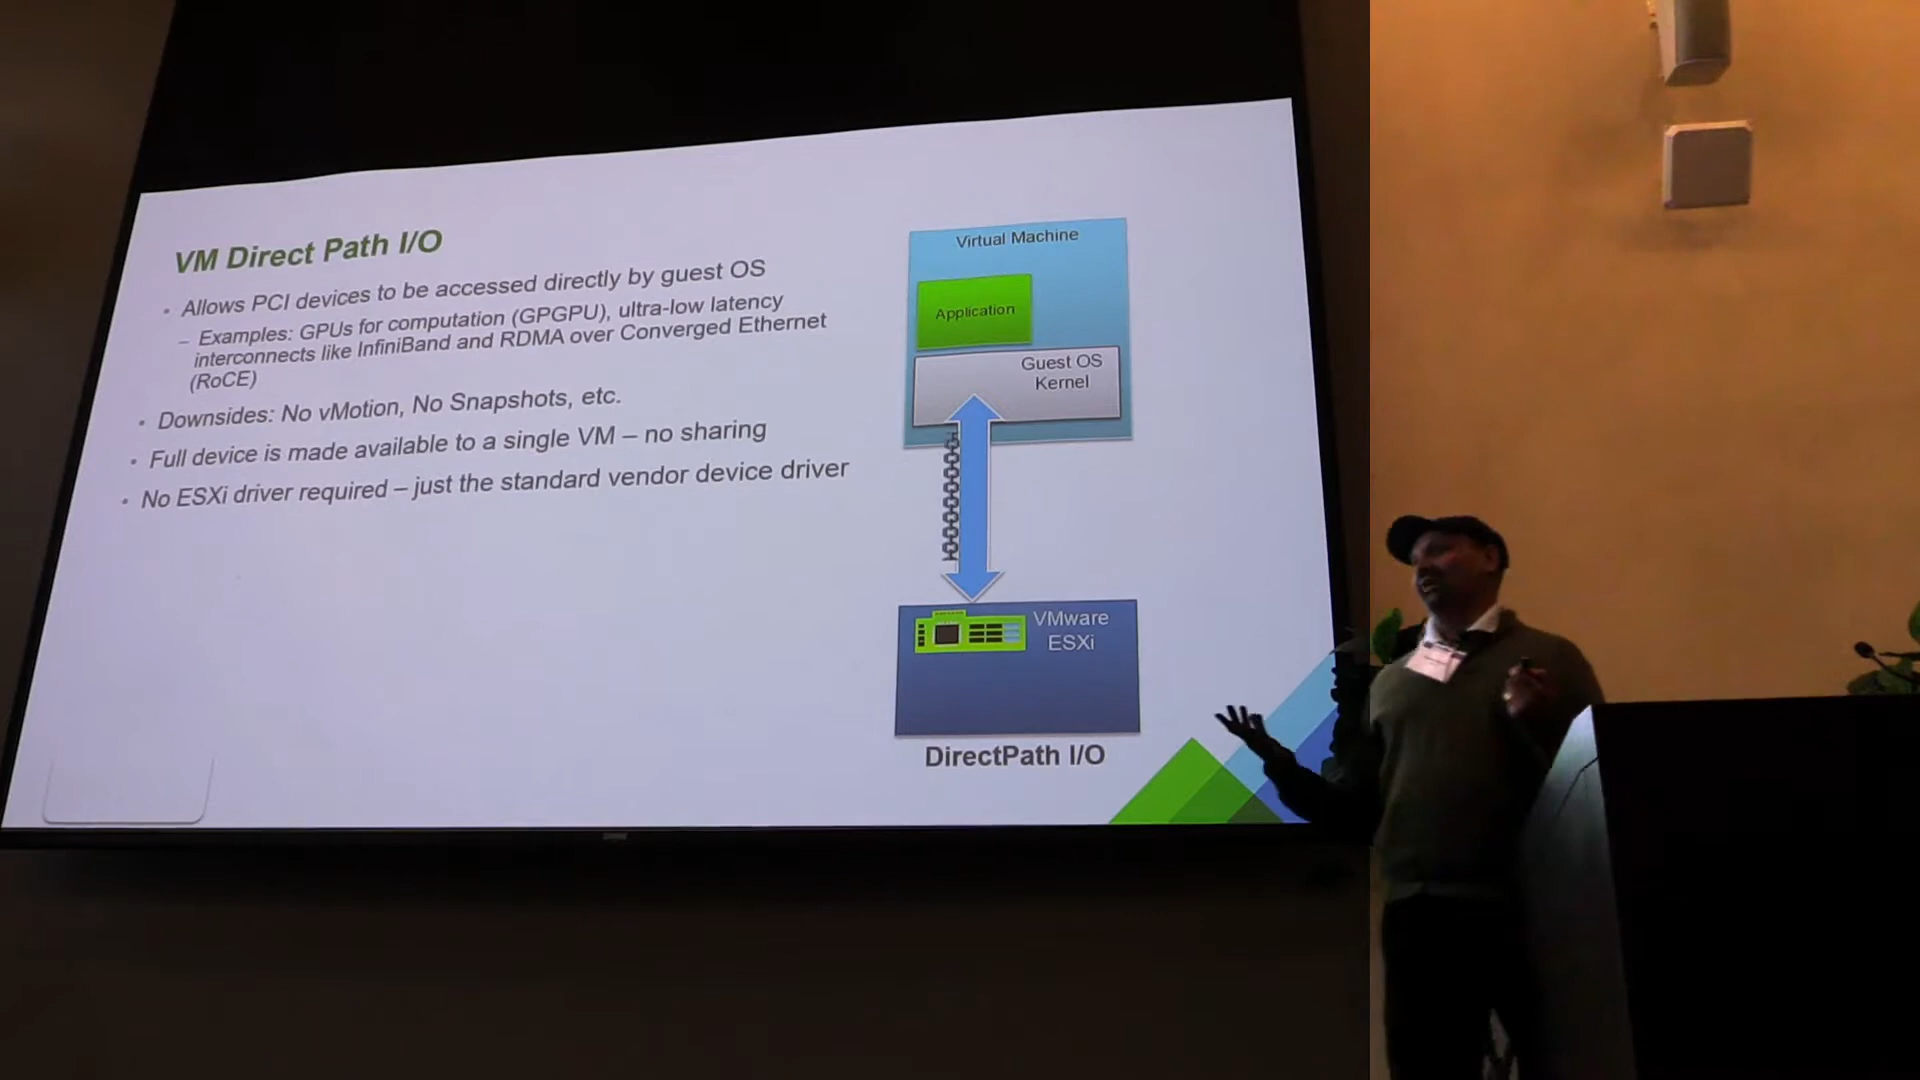 VM Direct Path I/O
• Allows PCI devices to be accessed directly by guest OS
– Examples: GPUs for computation (GPGPU), ultra-low latency
interconnects like InfiniBand and RDMA over Converged Ethernet
(RoCE)
• Downsides: No vMotion, No Snapshots, etc.
• Full device is made available to a single VM – no sharing
• No ESXi driver required – just the standard vendor device driver
Virtual Machine
Application
Guest OS
Kernel
VMware
ESXi
DirectPath I/O